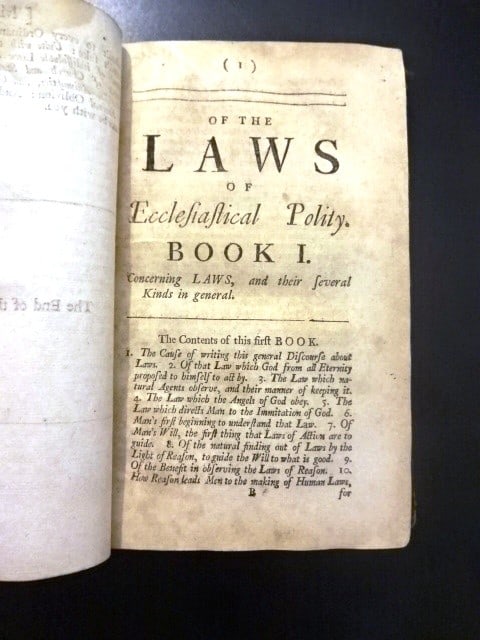 ( 1 )
OF THE
LAWS
OF
Eccleſiaſtical Polity.
BOOK I.
Concerning LAWS, and their ſeveral
Kinds in general.
The Contents of this firſt BOOK.
1. The Cauſe of writing this general Diſcourſe about
Laws. 2. Of that Law which God from all Eternity
propoſed to himſelf to act by. 3. The Law which na-
tural Agents obſerve, and their manner of keeping it.
4. The Law which the Angels of God obey. 5. The
Law which directs Man to the Immitation of God. 6.
Man's firſt beginning to underſtand that Law. 7. Of
Man's Will, the firſt thing that Laws of Action are to
guide. 8. Of the natural finding out of Laws by the
Light of Reaſon, to guide the Will to what is good. 9.
Of the Benefit in obſerving the Laws of Reaſon. 10.
How Reaſon leads Men to the making of Human Laws,
B for
The End of